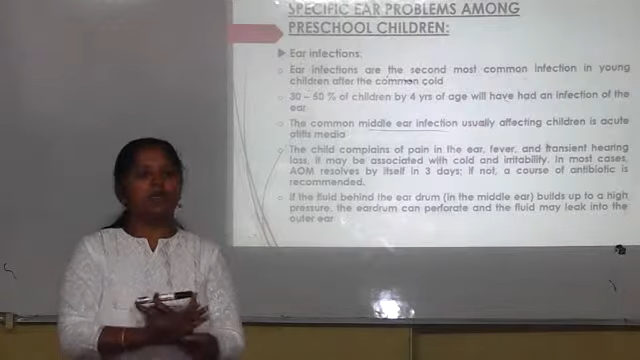 SPECIFIC EAR PROBLEMS AMONG
PRESCHOOL CHILDREN:
Ear infections:
Ear infections are the second most common infection in young
children after the common cold
30 – 50 % of children by 4 yrs of age will have had an infection of the
ear
The common middle ear infection usually affecting children is acute
otitis media
The child complains of pain in the ear, fever, and transient hearing
loss. It may be associated with cold and irritability. In most cases,
AOM resolves by itself in 3 days; if not, a course of antibiotic is
recommended.
If the fluid behind the ear drum (in the middle ear) builds up to a high
pressure, the eardrum can perforate and the fluid may leak into the
outer ear